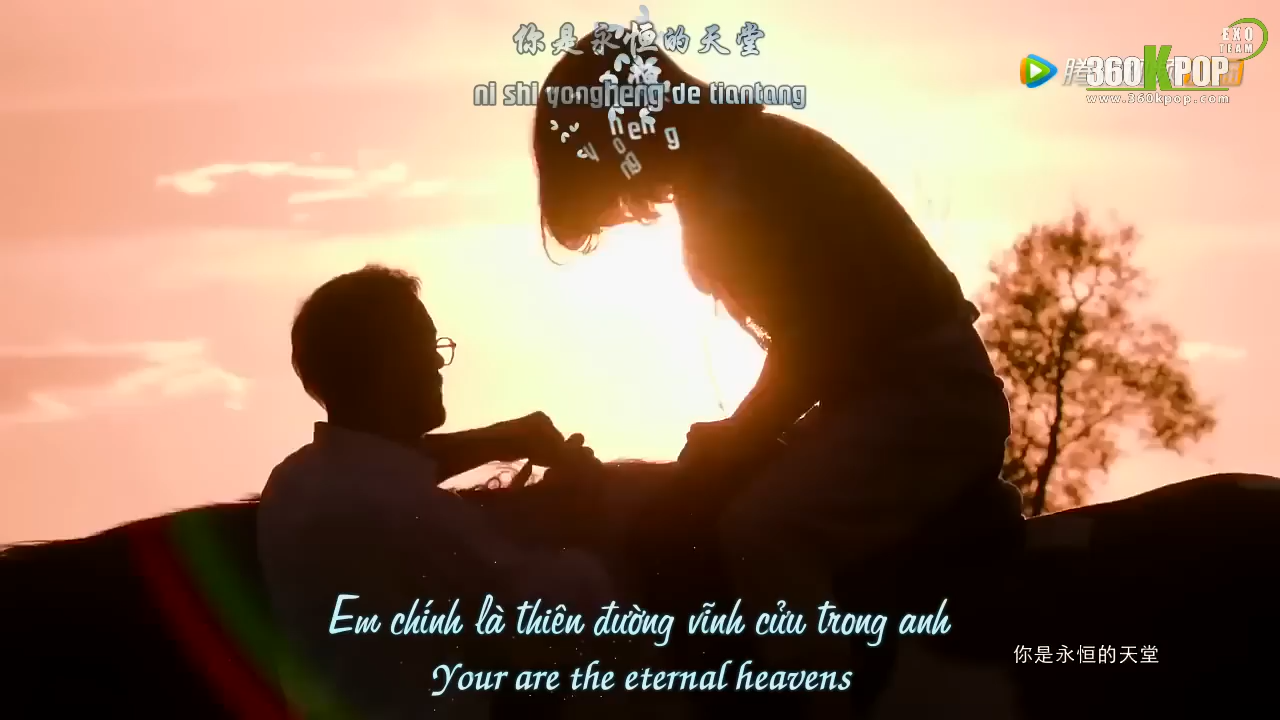 你是永恒的天堂
EXO
TEAM
360KPOP
www.360kpop.com
ni shi yongheng de tiantang
Em chính là thiên đường vĩnh cửu trong anh
你是永恒的天堂
Your are the eternal heavens